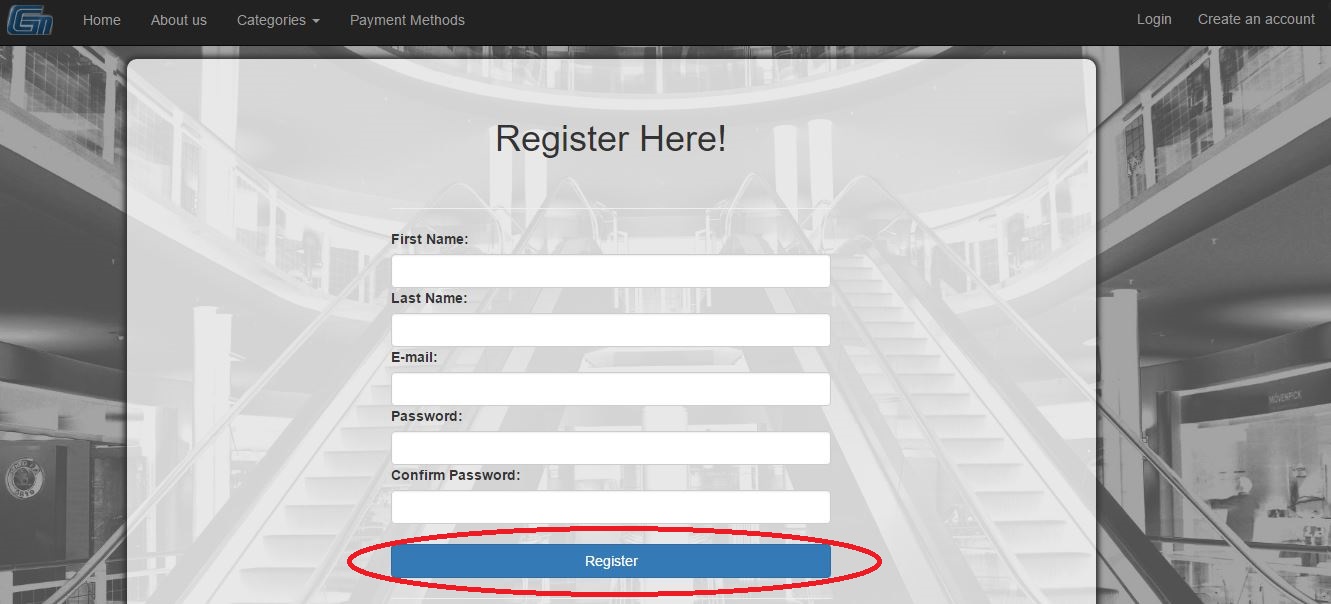 Home About us Categories Payment Methods Login Create an account
Register Here!
First Name:
Last Name:
E-mail:
Password:
Confirm Password:
MÖVENPICK
Register